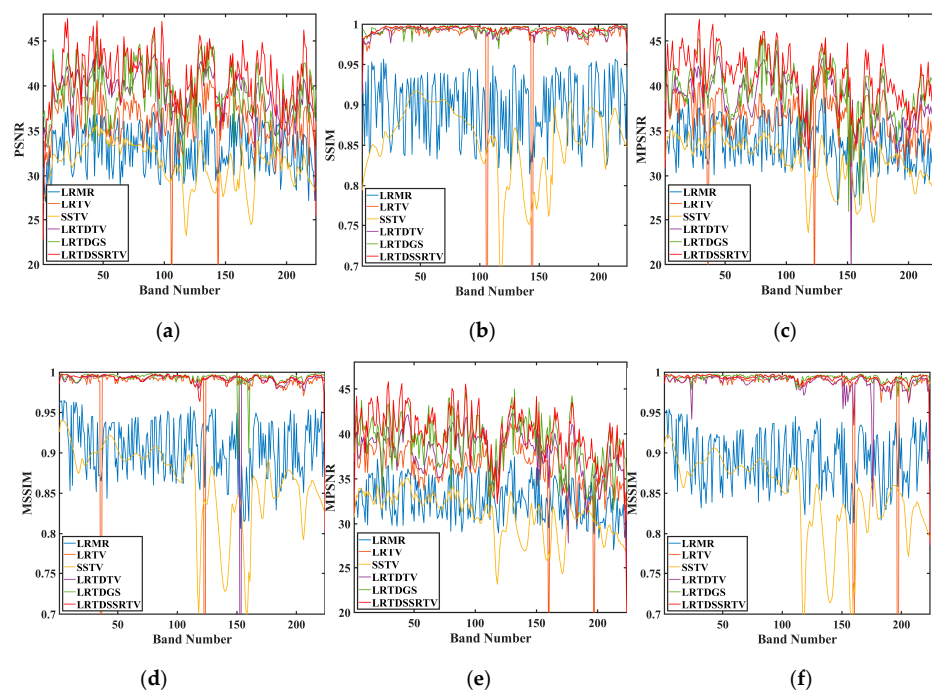 45
40
35
30
25
20
PSNR
LRMR
LRTV
SSTV
LRTDTV
LRTDGS
LRTDSSRTV
50 100 150 200
Band Number
(a)
1
0.95
0.9
0.85
0.8
0.75
0.7
SSIM
LRMR
LRTV
SSTV
LRTDTV
LRTDGS
LRTDSSRTV
50 100 150 200
Band Number
(b)
45
40
35
30
25
20
MPSNR
LRMR
LRTV
SSTV
LRTDTV
LRTDGS
LRTDSSRTV
50 100 150 200
Band Number
(c)
1
0.95
0.9
0.85
0.8
0.75
0.7
MSSIM
LRMR
LRTV
SSTV
LRTDTV
LRTDGS
LRTDSSRTV
50 100 150 200
Band Number
(d)
45
40
35
30
25
20
MPSNR
LRMR
LRTV
SSTV
LRTDTV
LRTDGS
LRTDSSRTV
50 100 150 200
Band Number
(e)
1
0.95
0.9
0.85
0.8
0.75
0.7
MSSIM
LRMR
LRTV
SSTV
LRTDTV
LRTDGS
LRTDSSRTV
50 100 150 200
Band Number
(f)